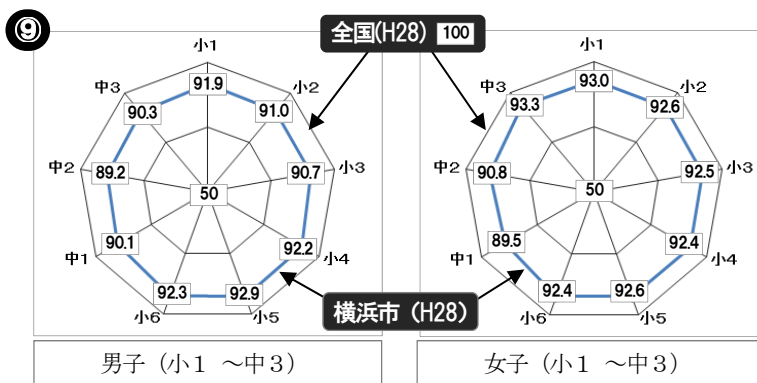 ❾
全国(H28) 100
小1
小2
小3
小4
小5
小6
中1
中2
中3
91.9
91.0
90.7
92.2
92.9
92.3
90.1
89.2
90.3
50
男子（小１ ～中３）
小1
小2
小3
小4
小5
小6
中1
中2
中3
93.0
92.6
92.5
92.4
92.6
92.4
89.5
90.8
93.3
50
横浜市（H28）
女子（小１ ～中３）